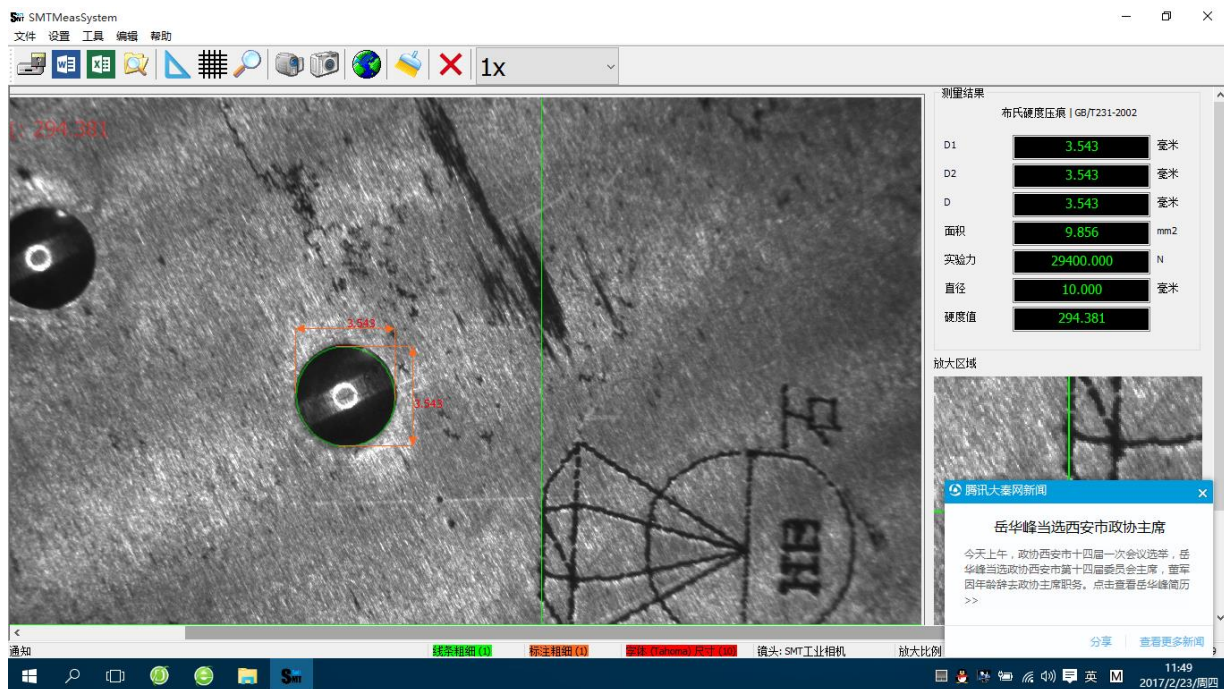 SMT SMTMeasSystem
文件 设置 工具 编辑 帮助
1x
: 294.381
3.543
3.543
HB
测量结果
布氏硬度压痕 | GB/T231-2002
D1 3.543 毫米
D2 3.543 毫米
D 3.543 毫米
面积 9.856 mm2
实验力 29400.000 N
直径 10.000 毫米
硬度值 294.381
放大区域
腾讯大秦网新闻
岳华峰当选西安市政协主席
今天上午，政协西安市十四届一次会议选举，岳
华峰当选政协西安市第十四届委员会主席，董军
因年龄辞去政协主席职务。点击查看岳华峰简历
>>
分享 查看更多新闻
通知 线条粗细 (1) 标注粗细 (1) 字体 (Tahoma) 尺寸 (10) 镜头: SMT工业相机 放大比例
SMT
英 M
11:49
2017/2/23/周四